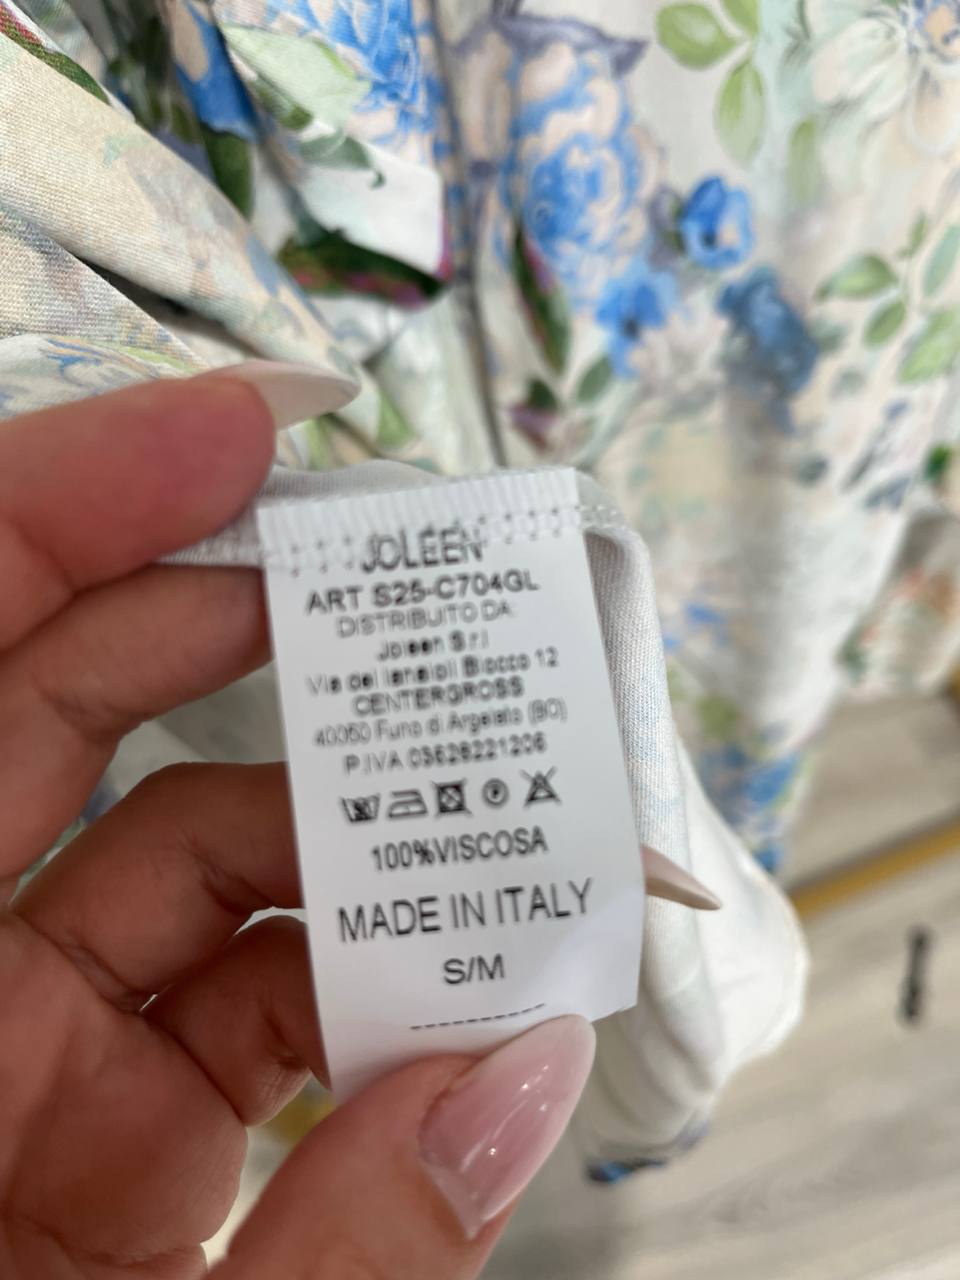 JOLEEN
ART S25-C704GL
DISTRIBUITO DA:
Joleen S.r.l
Via dei lanaioli Blocco 12
CENTERGROSS
40050 Funo di Argelato (BO)
P.IVA 03628221206
100%VISCOSA
MADE IN ITALY
S/M